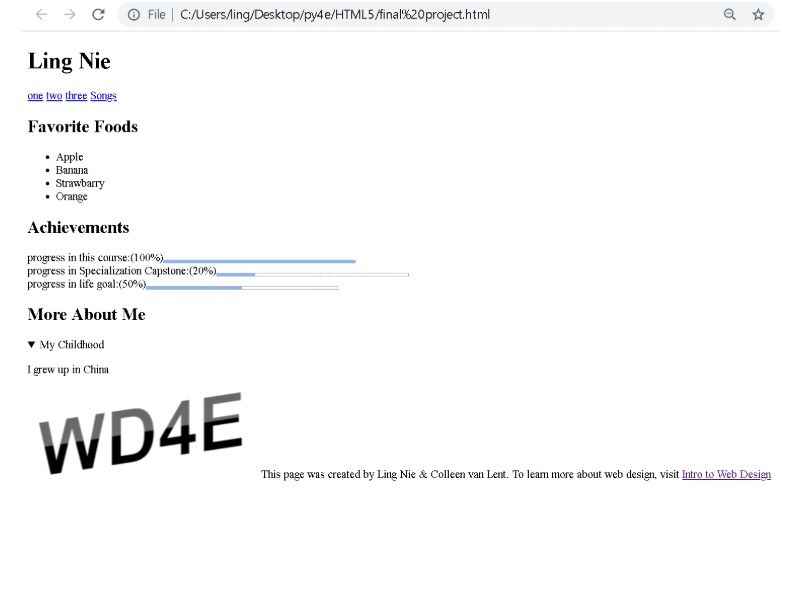 File | C:/Users/ling/Desktop/py4e/HTML5/final%20project.html
Ling Nie
one two three Songs
Favorite Foods
• Apple
• Banana
• Strawbarry
• Orange
Achievements
progress in this course:(100%)
progress in Specialization Capstone:(20%)
progress in life goal:(50%)
More About Me
▼ My Childhood
I grew up in China
WD4E
This page was created by Ling Nie & Colleen van Lent. To learn more about web design, visit Intro to Web Design